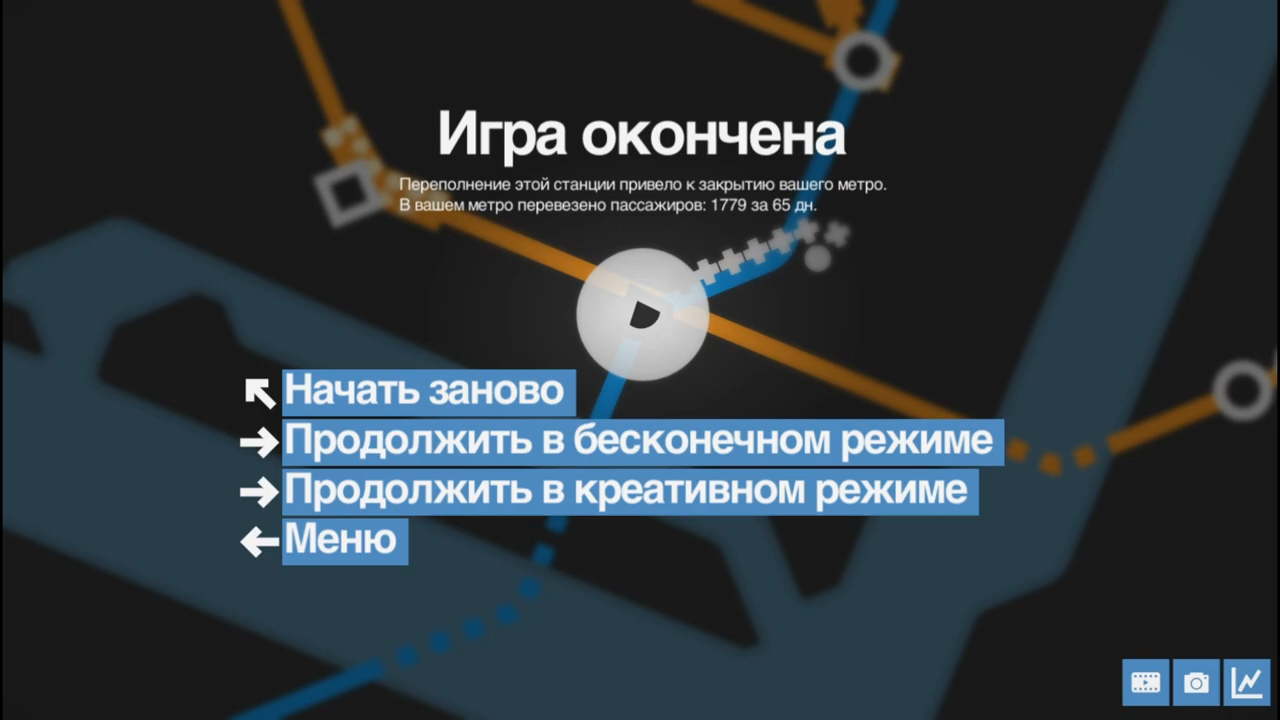 Игра окончена
Переполнение этой станции привело к закрытию вашего метро.
В вашем метро перевезено пассажиров: 1779 за 65 дн.
Начать заново
Продолжить в бесконечном режиме
Продолжить в креативном режиме
Меню